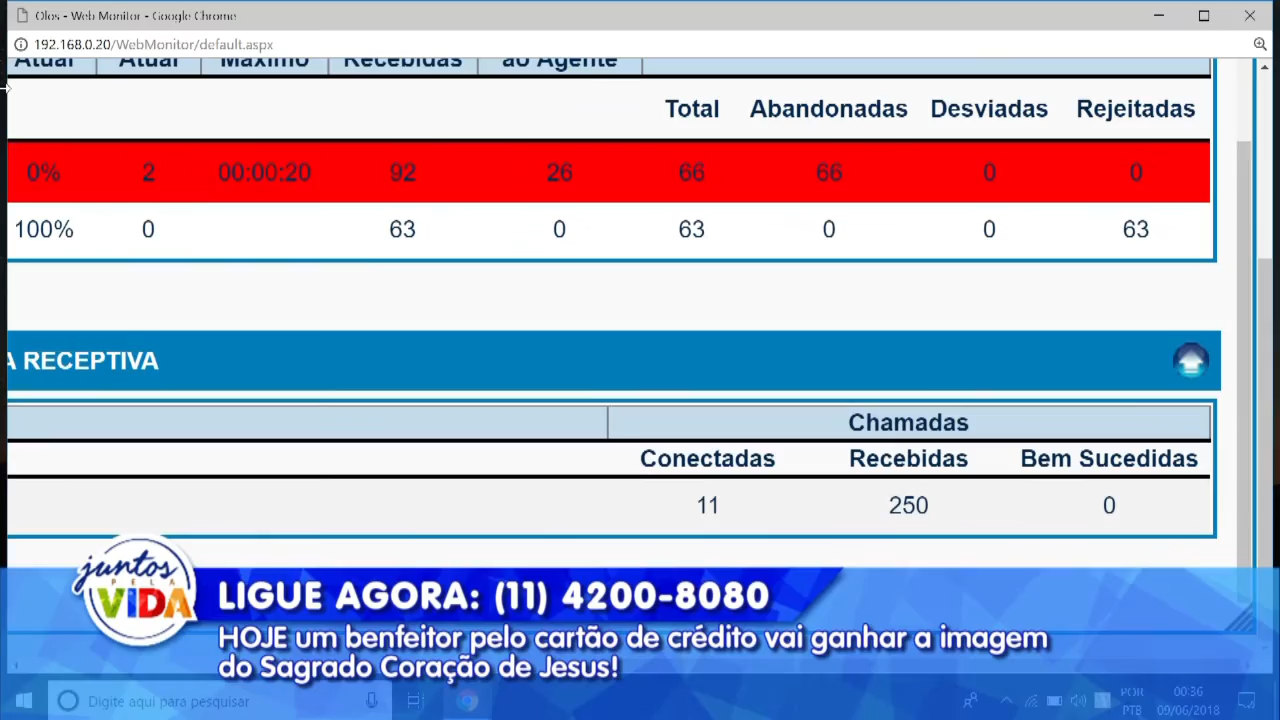 Olos - Web Monitor - Google Chrome
192.168.0.20/WebMonitor/default.aspx
Atual Atual Máximo Recebidas ao Agente
Total Abandonadas Desviadas Rejeitadas
0% 2 00:00:20 92 26 66 66 0 0
100% 0 63 0 63 0 0 63
A RECEPTIVA
Chamadas
Conectadas Recebidas Bem Sucedidas
11 250 0
juntos
PELA
VIDA
LIGUE AGORA: (11) 4200-8080
HOJE um benfeitor pelo cartão de crédito vai ganhar a imagem
do Sagrado Coração de Jesus!
Digite aqui para pesquisar
POR
PTB
00:36
09/06/2018